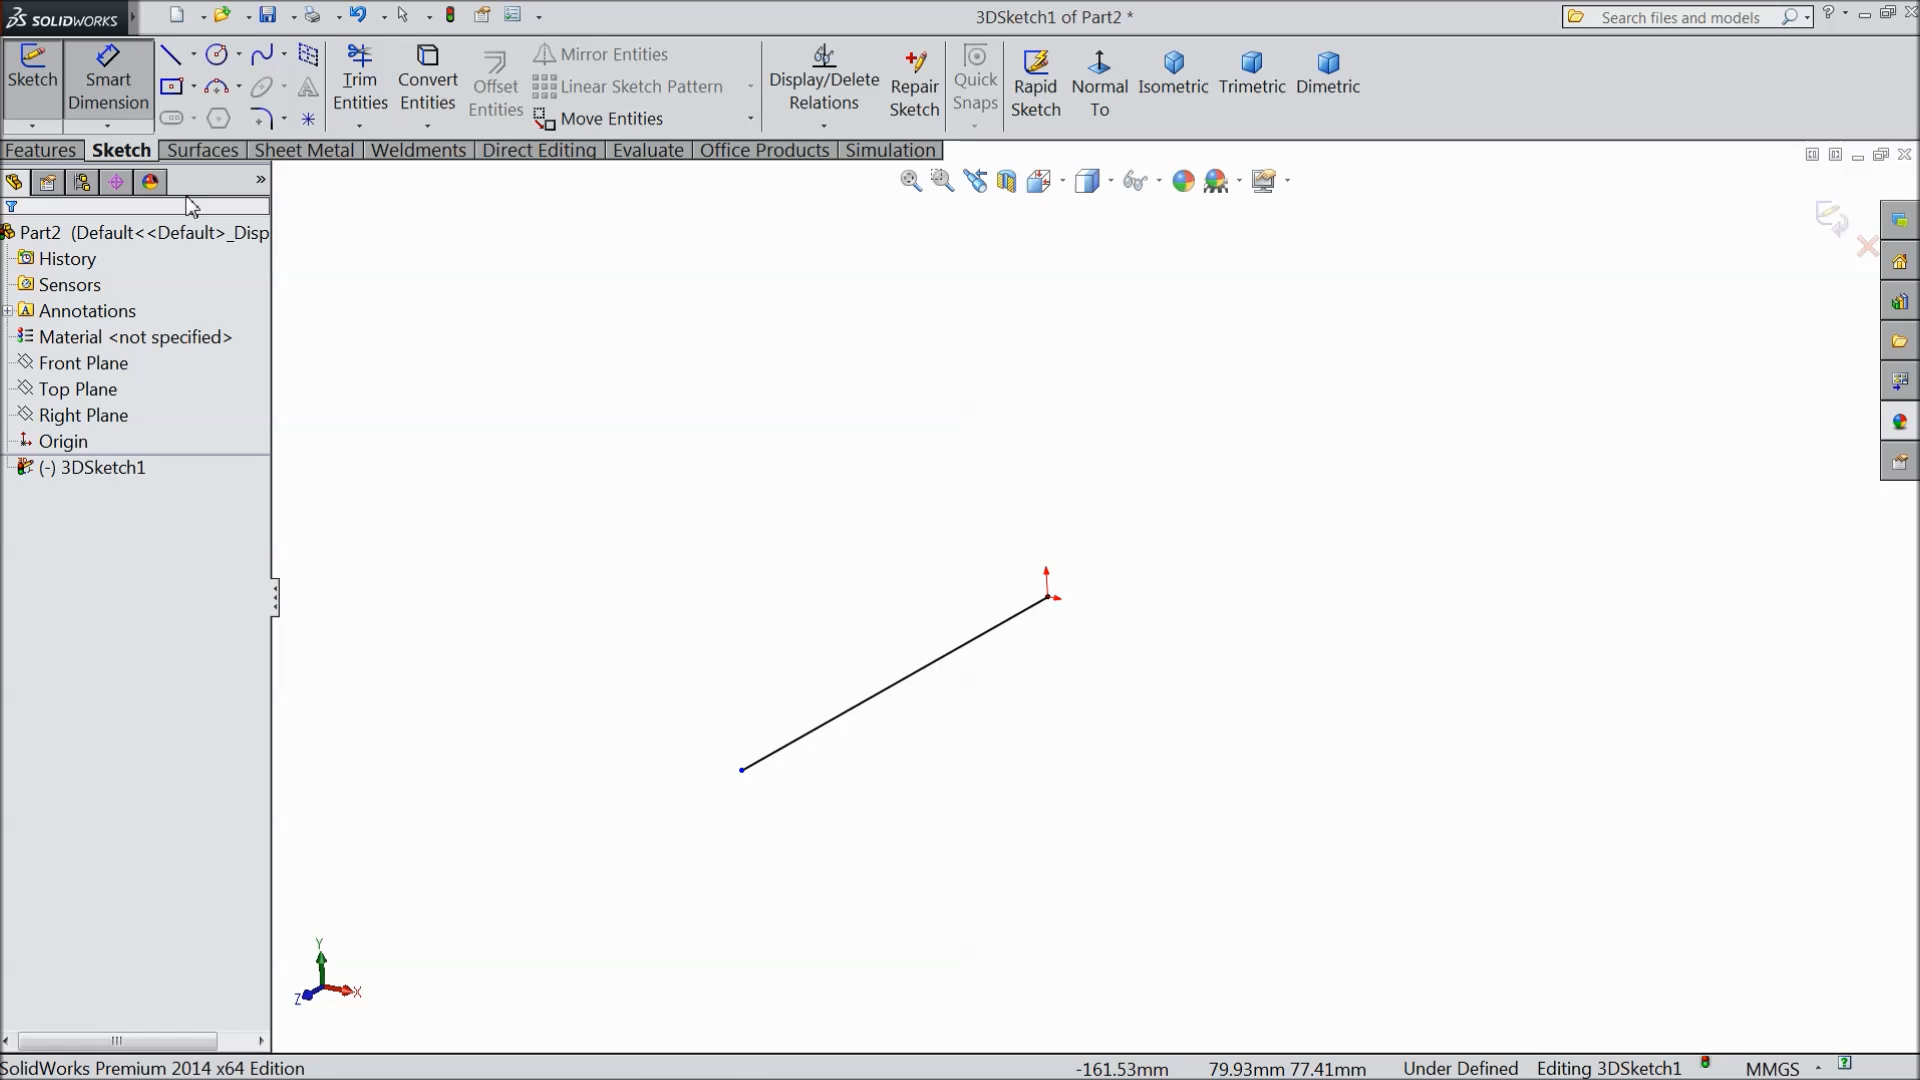 SOLIDWORKS
3DSketch1 of Part2 *
Search files and models
?
Sketch
Smart Dimension
Trim Entities
Convert Entities
Offset Entities
Mirror Entities
Linear Sketch Pattern
Move Entities
Display/Delete Relations
Repair Sketch
Quick Snaps
Rapid Sketch
Normal To
Isometric
Trimetric
Dimetric
Features
Sketch
Surfaces
Sheet Metal
Weldments
Direct Editing
Evaluate
Office Products
Simulation
»
Part2 (Default<<Default>_Disp
History
Sensors
Annotations
Material <not specified>
Front Plane
Top Plane
Right Plane
Origin
(-) 3DSketch1
Y
Z
X
SolidWorks Premium 2014 x64 Edition
-161.53mm
79.93mm 77.41mm
Under Defined
Editing 3DSketch1
MMGS
?